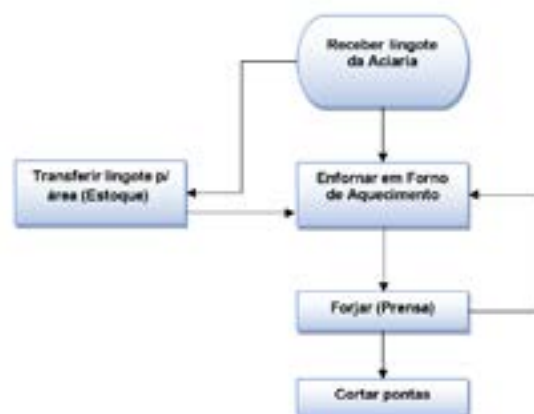 Receber lingote
da Aciaria
Transferir lingote p/
área (Estoque)
Enfornar em Forno
de Aquecimento
Forjar (Prensa)
Cortar pontas